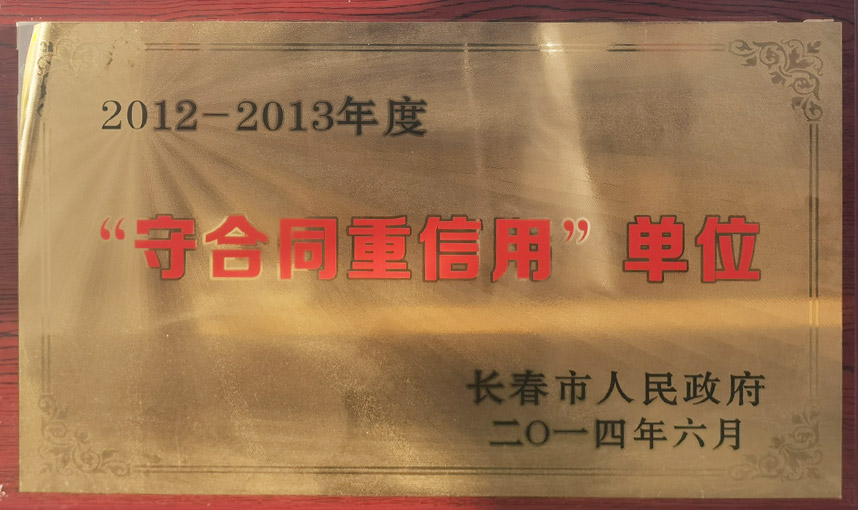 2012-2013年度
“守合同重信用”单位
长春市人民政府
二〇一四年六月